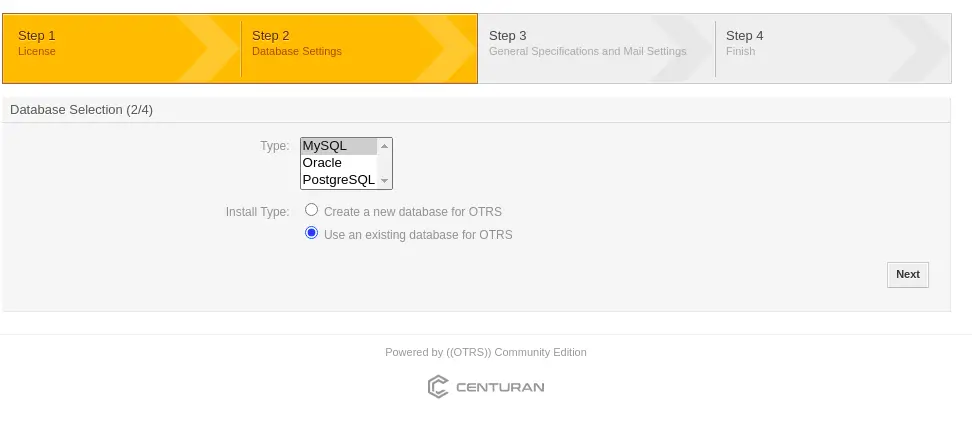 Step 1
License
Step 2
Database Settings
Step 3
General Specifications and Mail Settings
Step 4
Finish
Database Selection (2/4)
Type:
MySQL
Oracle
PostgreSQL
Install Type:
Create a new database for OTRS
Use an existing database for OTRS
Next
Powered by ((OTRS)) Community Edition
CENTURAN